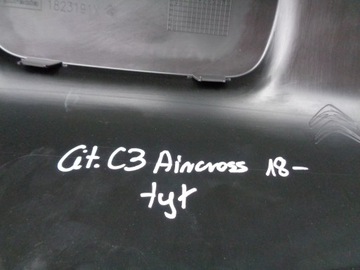 Cit. C3 Aircross 18-
tył